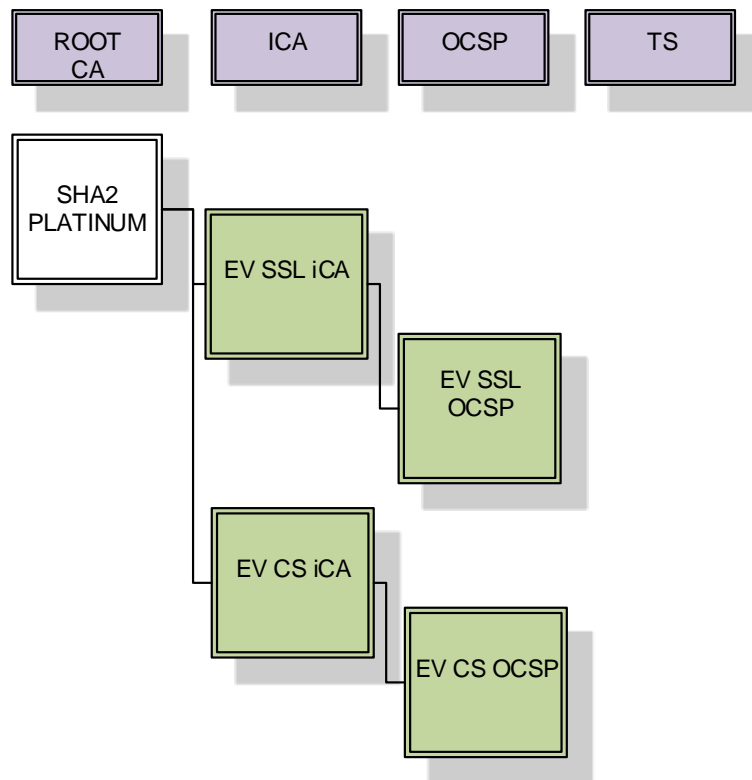 ROOT
CA
ICA
OCSP
TS
SHA2
PLATINUM
EV SSL iCA
EV SSL
OCSP
EV CS iCA
EV CS OCSP